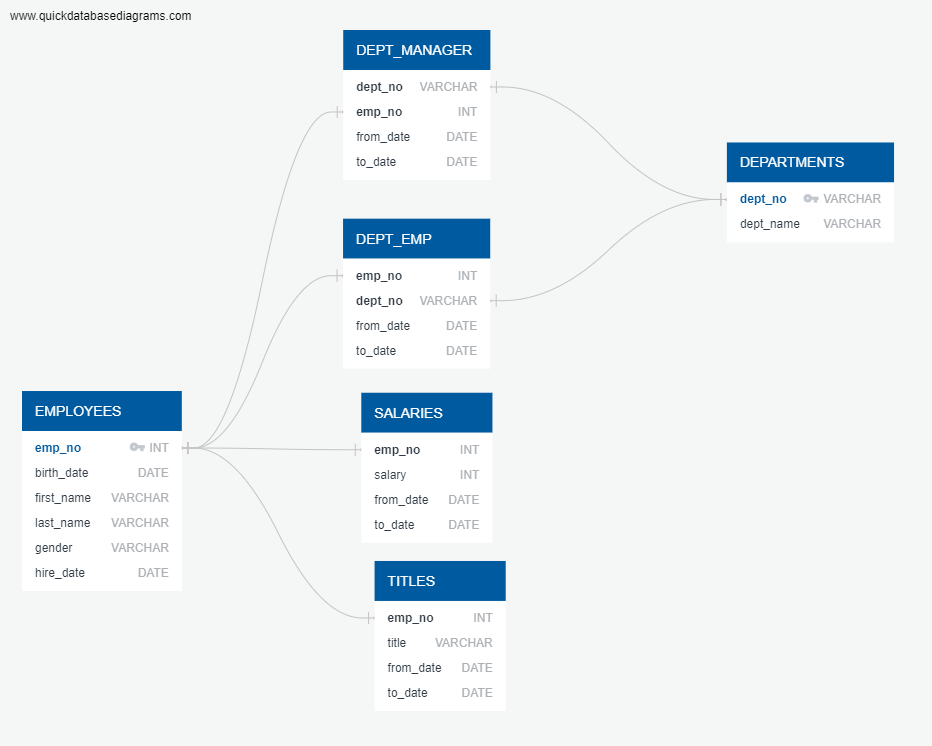 www.quickdatabasediagrams.com
DEPT_MANAGER
dept_no VARCHAR
emp_no INT
from_date DATE
to_date DATE
DEPARTMENTS
dept_no VARCHAR
dept_name VARCHAR
DEPT_EMP
emp_no INT
dept_no VARCHAR
from_date DATE
to_date DATE
EMPLOYEES
emp_no INT
birth_date DATE
first_name VARCHAR
last_name VARCHAR
gender VARCHAR
hire_date DATE
SALARIES
emp_no INT
salary INT
from_date DATE
to_date DATE
TITLES
emp_no INT
title VARCHAR
from_date DATE
to_date DATE